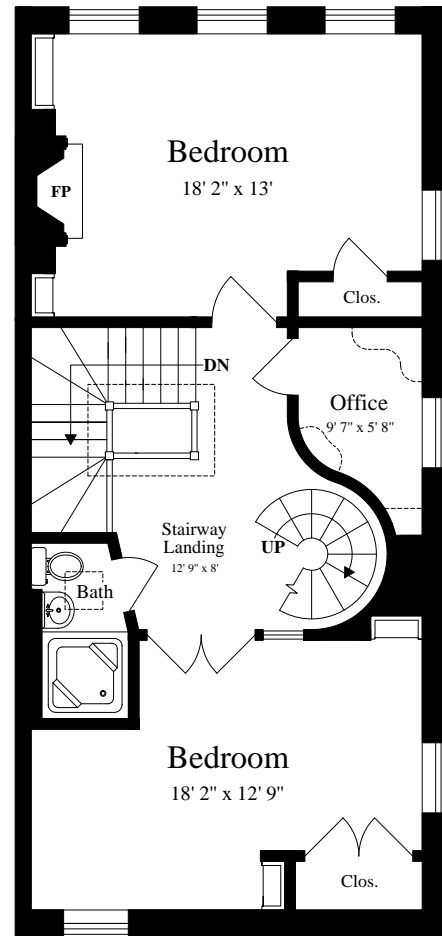 Bedroom
18' 2" x 13'
FP
Clos.
DN
Office
9' 7" x 5' 8"
Stairway
Landing
12' 9" x 8'
UP
Bath
Bedroom
18' 2" x 12' 9"
Clos.